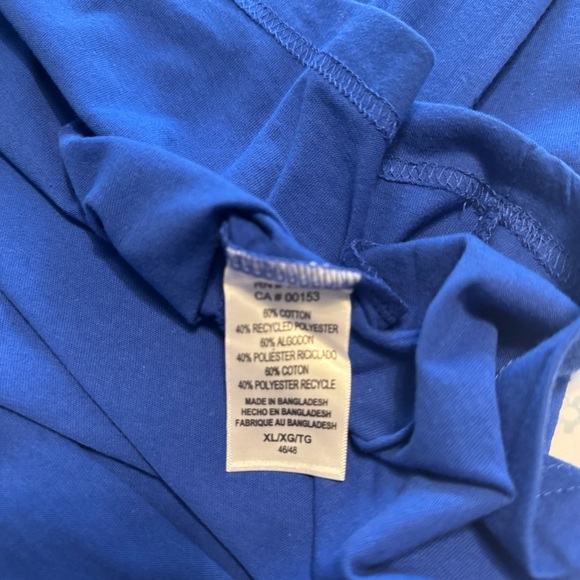 CA # 00153
60% COTTON
40% RECYCLED POLYESTER
60% ALGODON
40% POLIÉSTER RICICLADO
60% COTON
40% POLYESTER RECYCLE
MADE IN BANGLADESH
HECHO EN BANGLADESH
FABRIQUE AU BANGLADESH
XL/XG/TG
46/48